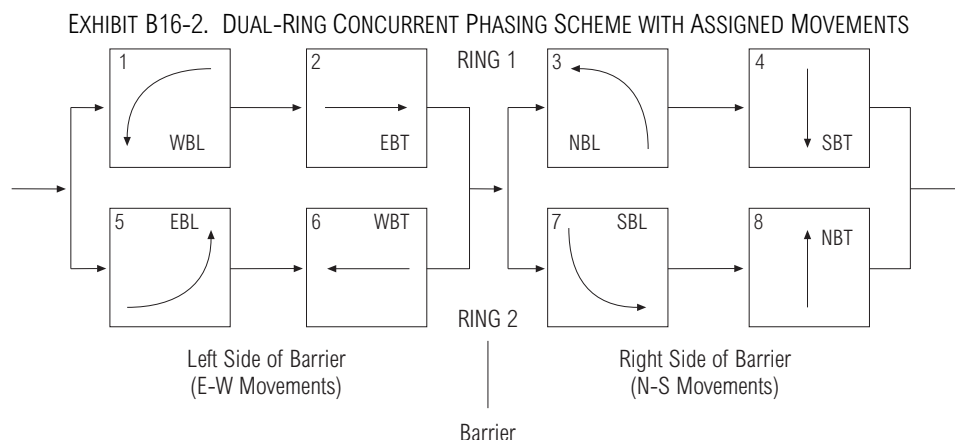 EXHIBIT B16-2. DUAL-RING CONCURRENT PHASING SCHEME WITH ASSIGNED MOVEMENTS
1
WBL
2
EBT
RING 1
3
NBL
4
SBT
5
EBL
6
WBT
7
SBL
8
NBT
RING 2
Left Side of Barrier
(E-W Movements)
Right Side of Barrier
(N-S Movements)
Barrier